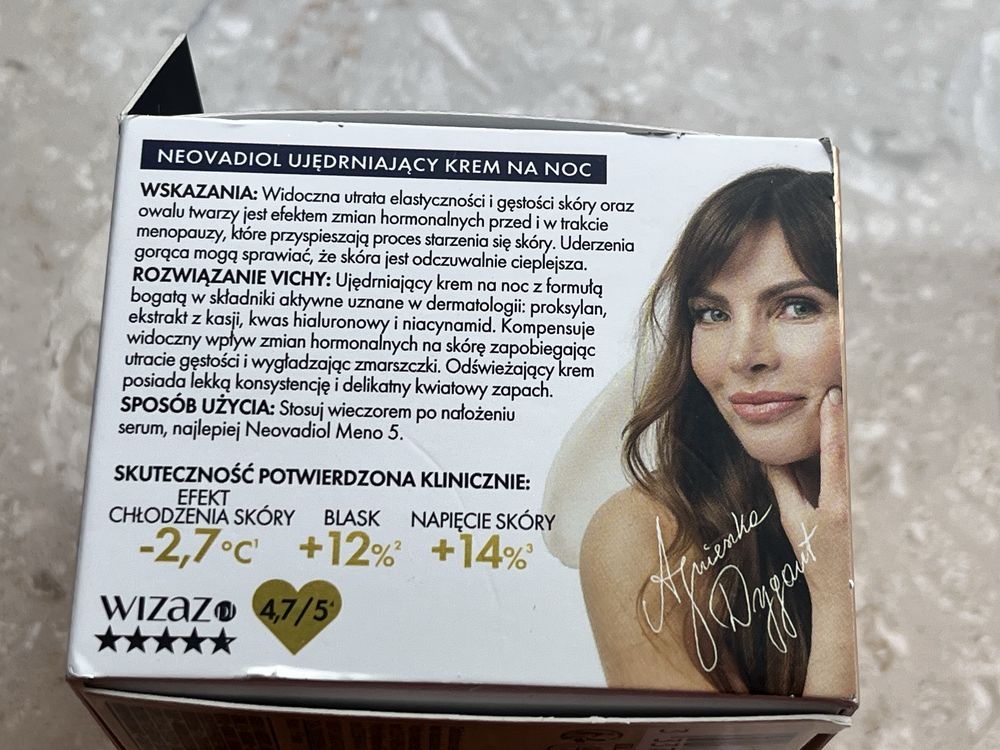 NEOVADIOL UJĘDRNIAJĄCY KREM NA NOC
WSKAZANIA: Widoczna utrata elastyczności i gęstości skóry oraz
owalu twarzy jest efektem zmian hormonalnych przed i w trakcie
menopauzy, które przyspieszają proces starzenia się skóry. Uderzenia
gorąca mogą sprawiać, że skóra jest odczuwalnie cieplejsza.
ROZWIĄZANIE VICHY: Ujędrniający krem na noc z formułą
bogatą w składniki aktywne uznane w dermatologii: proksylan,
ekstrakt z kasji, kwas hialuronowy i niacynamid. Kompensuje
widoczny wpływ zmian hormonalnych na skórę zapobiegając
utracie gęstości i wygładzając zmarszczki. Odświeżający krem
posiada lekką konsystencję i delikatny kwiatowy zapach.
SPOSÓB UŻYCIA: Stosuj wieczorem po nałożeniu
serum, najlepiej Neovadiol Meno 5.
SKUTECZNOŚĆ POTWIERDZONA KLINICZNIE:
EFEKT
CHŁODZENIA SKÓRY BLASK NAPIĘCIE SKÓRY
-2,7°C¹ +12%² +14%³
wizaz
4,7/5⁴
Agnieszka
Dygant